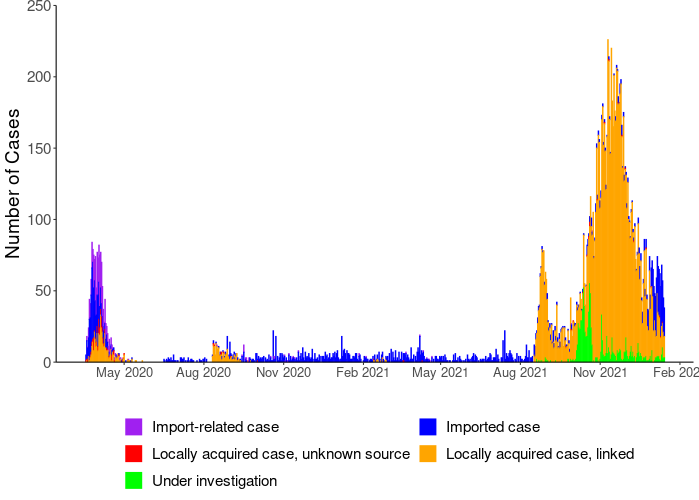 250
200
150
100
50
0
Number of Cases
May 2020 Aug 2020 Nov 2020 Feb 2021 May 2021 Aug 2021 Nov 2021 Feb 202
Import-related case Imported case
Locally acquired case, unknown source Locally acquired case, linked
Under investigation